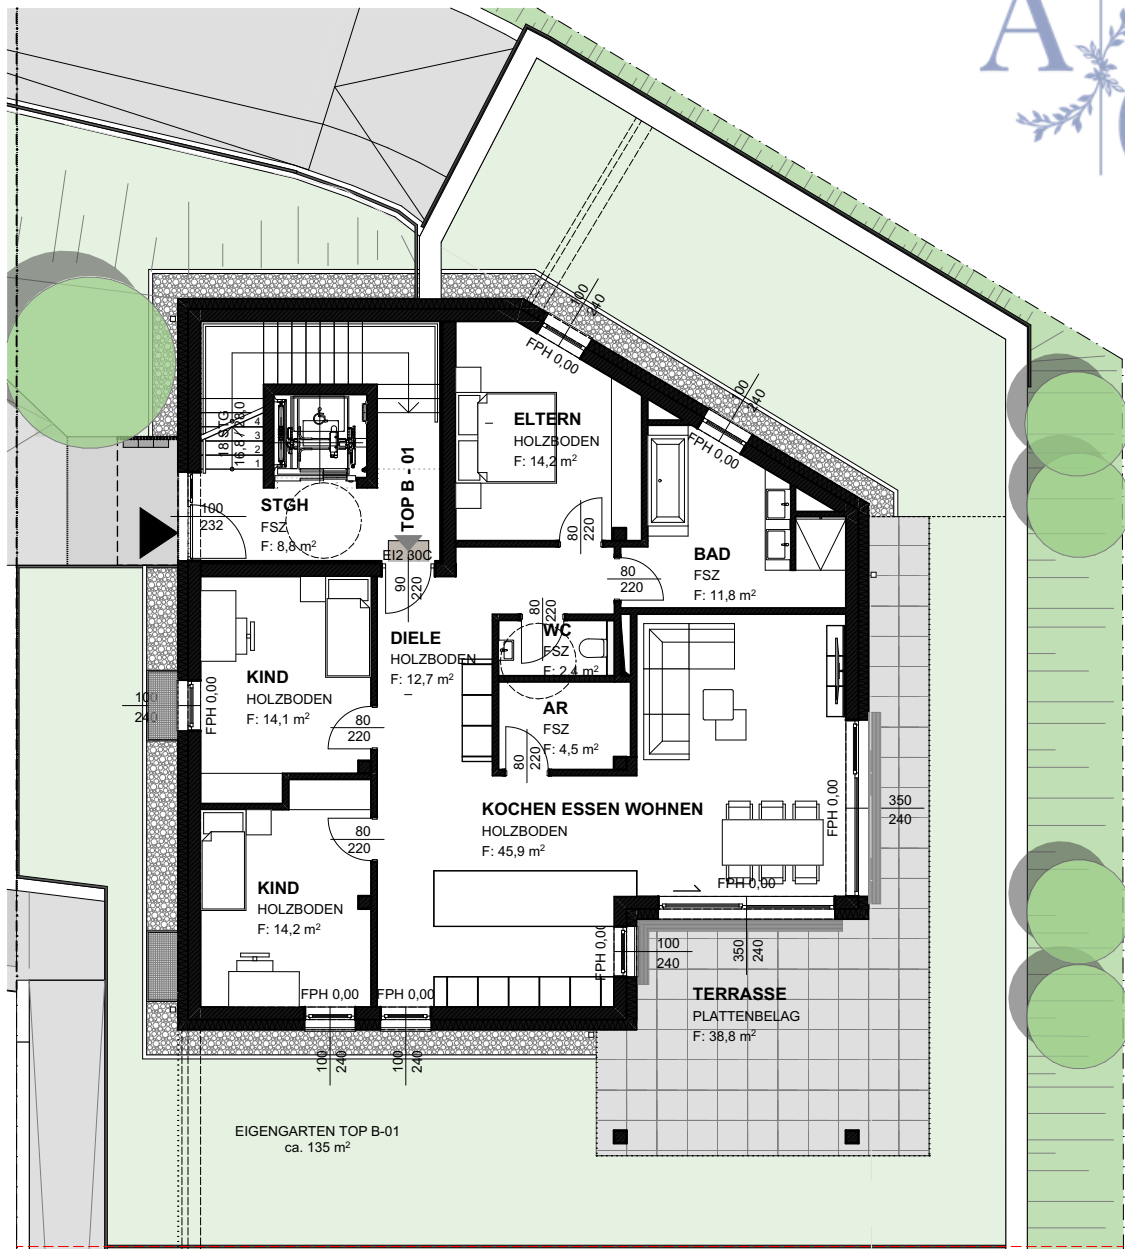 A
100
240
FPH 0,00
100
240
FPH 0,00
ELTERN
HOLZBODEN
F: 14,2 m²
18 STG
16,8 / 28,0
4
3
2
1
TOP B - 01
STGH
FSZ
F: 8,8 m²
100
232
EI2 30C
90
220
80
220
BAD
FSZ
F: 11,8 m²
80
220
80
220
WC
FSZ
F: 2,4 m²
DIELE
HOLZBODEN
F: 12,7 m²
KIND
HOLZBODEN
F: 14,1 m²
100
240
FPH 0,00
80
220
AR
FSZ
F: 4,5 m²
80
220
KOCHEN ESSEN WOHNEN
HOLZBODEN
F: 45,9 m²
FPH 0,00
350
240
80
220
KIND
HOLZBODEN
F: 14,2 m²
FPH 0,00
FPH 0,00
100
240
350
240
FPH 0,00
FPH 0,00
TERRASSE
PLATTENBELAG
F: 38,8 m²
100
240
100
240
EIGENGARTEN TOP B-01
ca. 135 m²